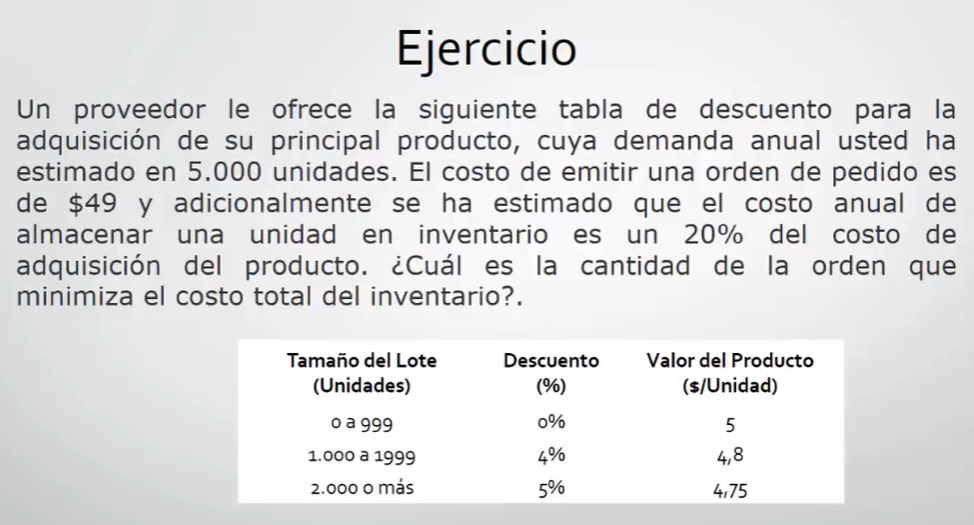 Ejercicio
Un proveedor le ofrece la siguiente tabla de descuento para la
adquisición de su principal producto, cuya demanda anual usted ha
estimado en 5.000 unidades. El costo de emitir una orden de pedido es
de $49 y adicionalmente se ha estimado que el costo anual de
almacenar una unidad en inventario es un 20% del costo de
adquisición del producto. ¿Cuál es la cantidad de la orden que
minimiza el costo total del inventario?.
Tamaño del Lote Descuento Valor del Producto
(Unidades) (%) ($/Unidad)
0 a 999 0% 5
1.000 a 1999 4% 4,8
2.000 o más 5% 4,75